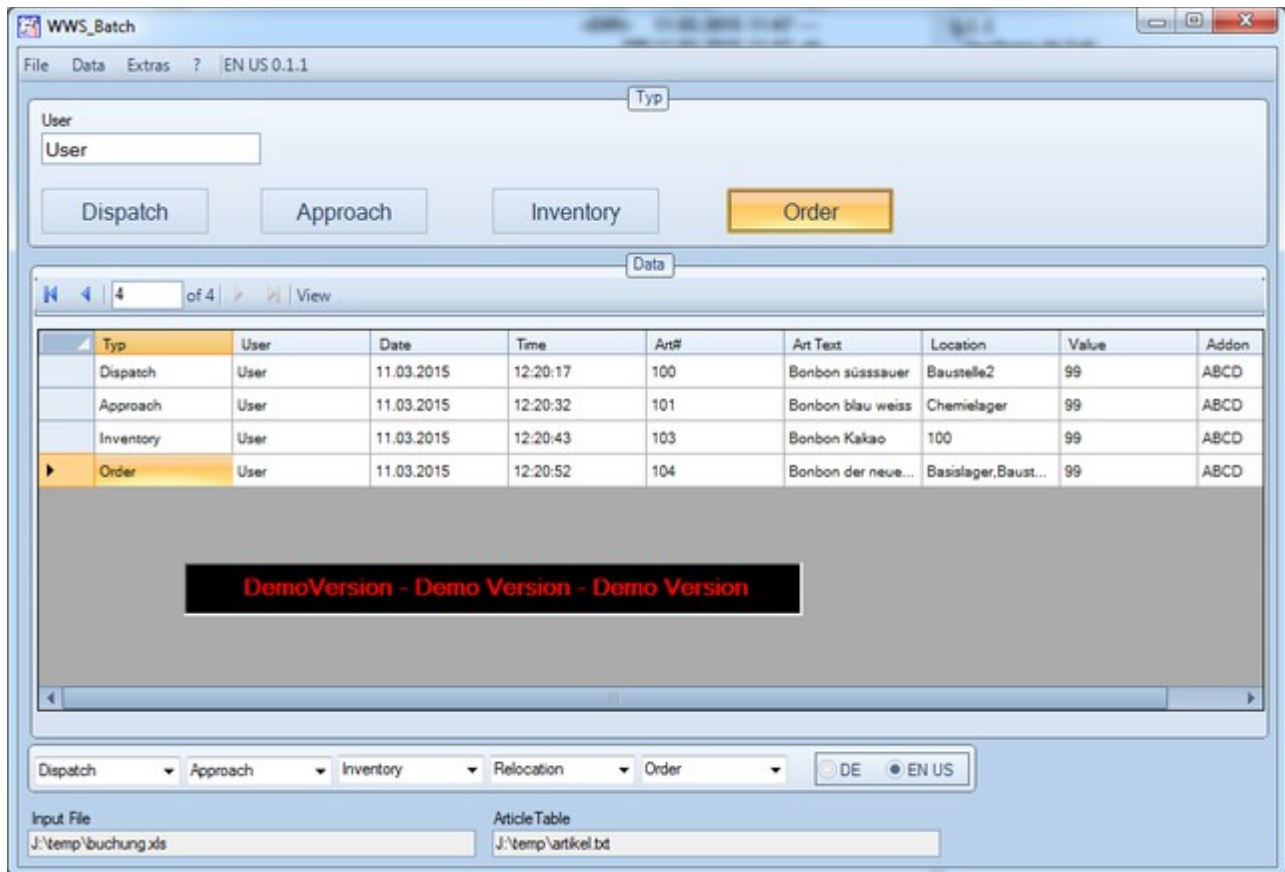 WWS_Batch
File Data Extras ? EN US 0.1.1
Typ
User
User
Dispatch Approach Inventory Order
Data
4 of 4 View
Typ User Date Time Art# Art Text Location Value Addon
Dispatch User 11.03.2015 12:20:17 100 Bonbon süsssauer Baustelle2 99 ABCD
Approach User 11.03.2015 12:20:32 101 Bonbon blau weiss Chemielager 99 ABCD
Inventory User 11.03.2015 12:20:43 103 Bonbon Kakao 100 99 ABCD
Order User 11.03.2015 12:20:52 104 Bonbon der neue... Basislager,Baust... 99 ABCD
DemoVersion - Demo Version - Demo Version
Dispatch Approach Inventory Relocation Order DE EN US
Input File Article Table
J:\temp\buchung.xls J:\temp\artikel.txt